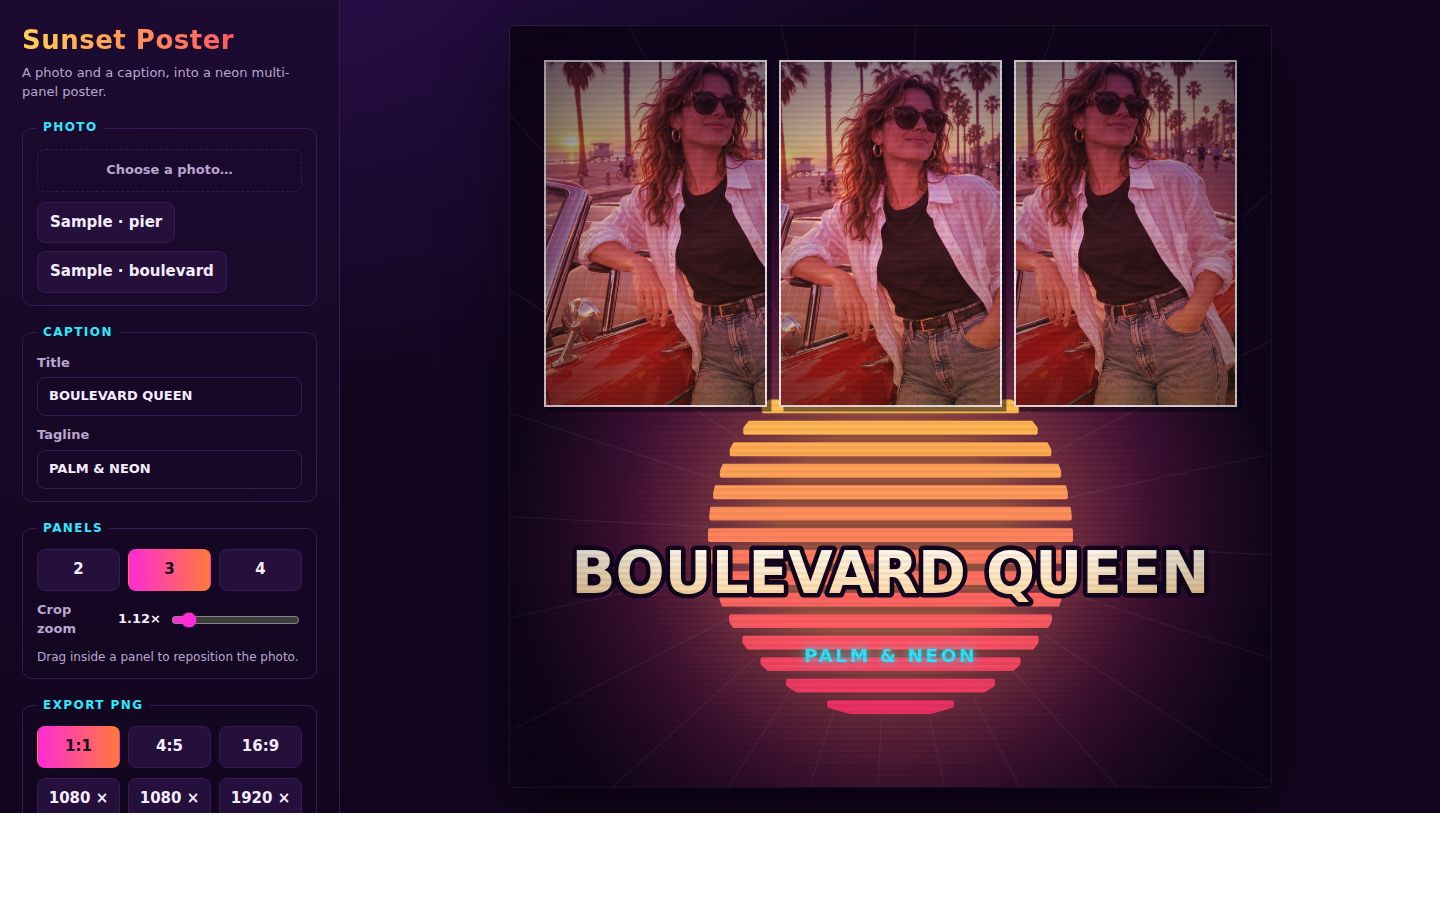 Sunset Poster
A photo and a caption, into a neon multi-
panel poster.
PHOTO
Choose a photo…
Sample · pier
Sample · boulevard
CAPTION
Title
BOULEVARD QUEEN
Tagline
PALM & NEON
PANELS
2 3 4
Crop
zoom
1.12×
Drag inside a panel to reposition the photo.
EXPORT PNG
1:1 4:5 16:9
1080 × 1080 × 1920 ×
BOULEVARD QUEEN
PALM & NEON